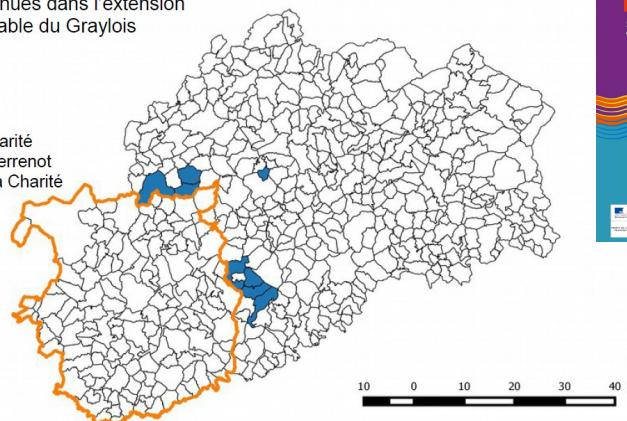 nues dans l'extension
able du Graylois
arité
errenot
a Charité
10 0 10 20 30 40